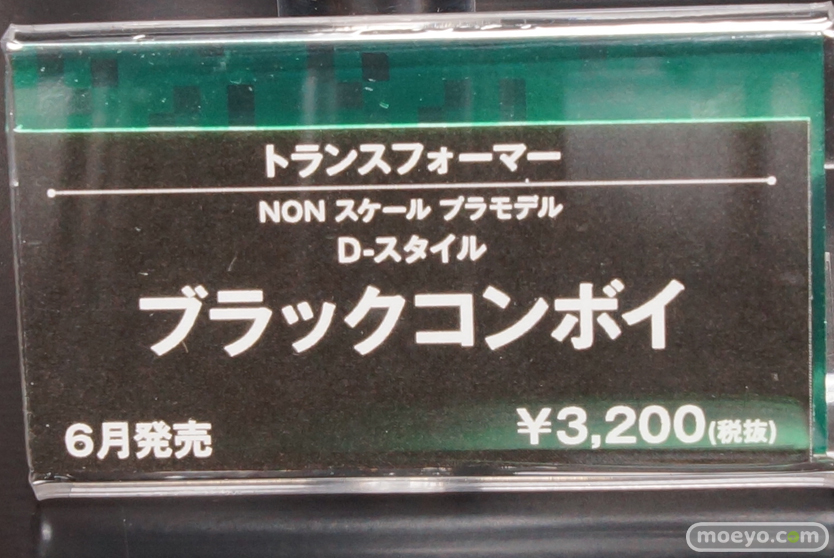 トランスフォーマー
NON スケール プラモデル
D-スタイル
ブラックコンボイ
6月発売
¥3,200(税抜)
moeyo.com